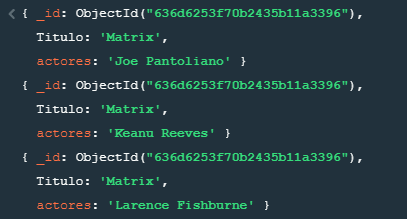 < { _id: ObjectId("636d6253f70b2435b11a3396"),
Titulo: 'Matrix',
actores: 'Joe Pantoliano' }
{ _id: ObjectId("636d6253f70b2435b11a3396"),
Titulo: 'Matrix',
actores: 'Keanu Reeves' }
{ _id: ObjectId("636d6253f70b2435b11a3396"),
Titulo: 'Matrix',
actores: 'Larence Fishburne' }